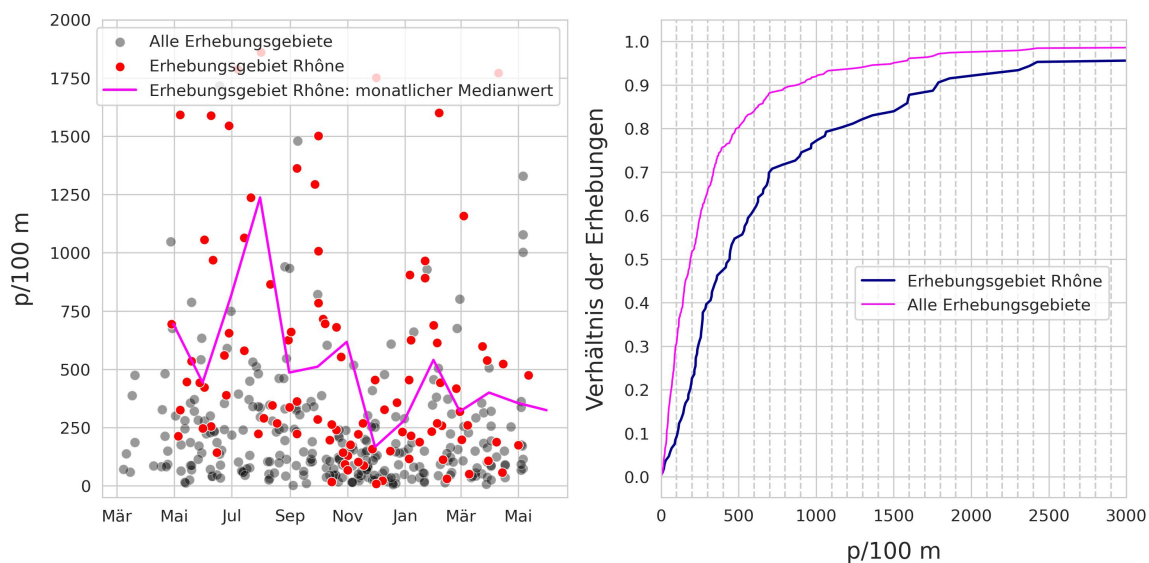 2000
1750
1500
1250
1000
750
500
250
0
p/100 m
Alle Erhebungsgebiete
Erhebungsgebiet Rhône
Erhebungsgebiet Rhône: monatlicher Medianwert
Mär Mai Jul Sep Nov Jan Mär Mai
1.0
0.9
0.8
0.7
0.6
0.5
0.4
0.3
0.2
0.1
0.0
Verhältnis der Erhebungen
Erhebungsgebiet Rhône
Alle Erhebungsgebiete
0 500 1000 1500 2000 2500 3000
p/100 m